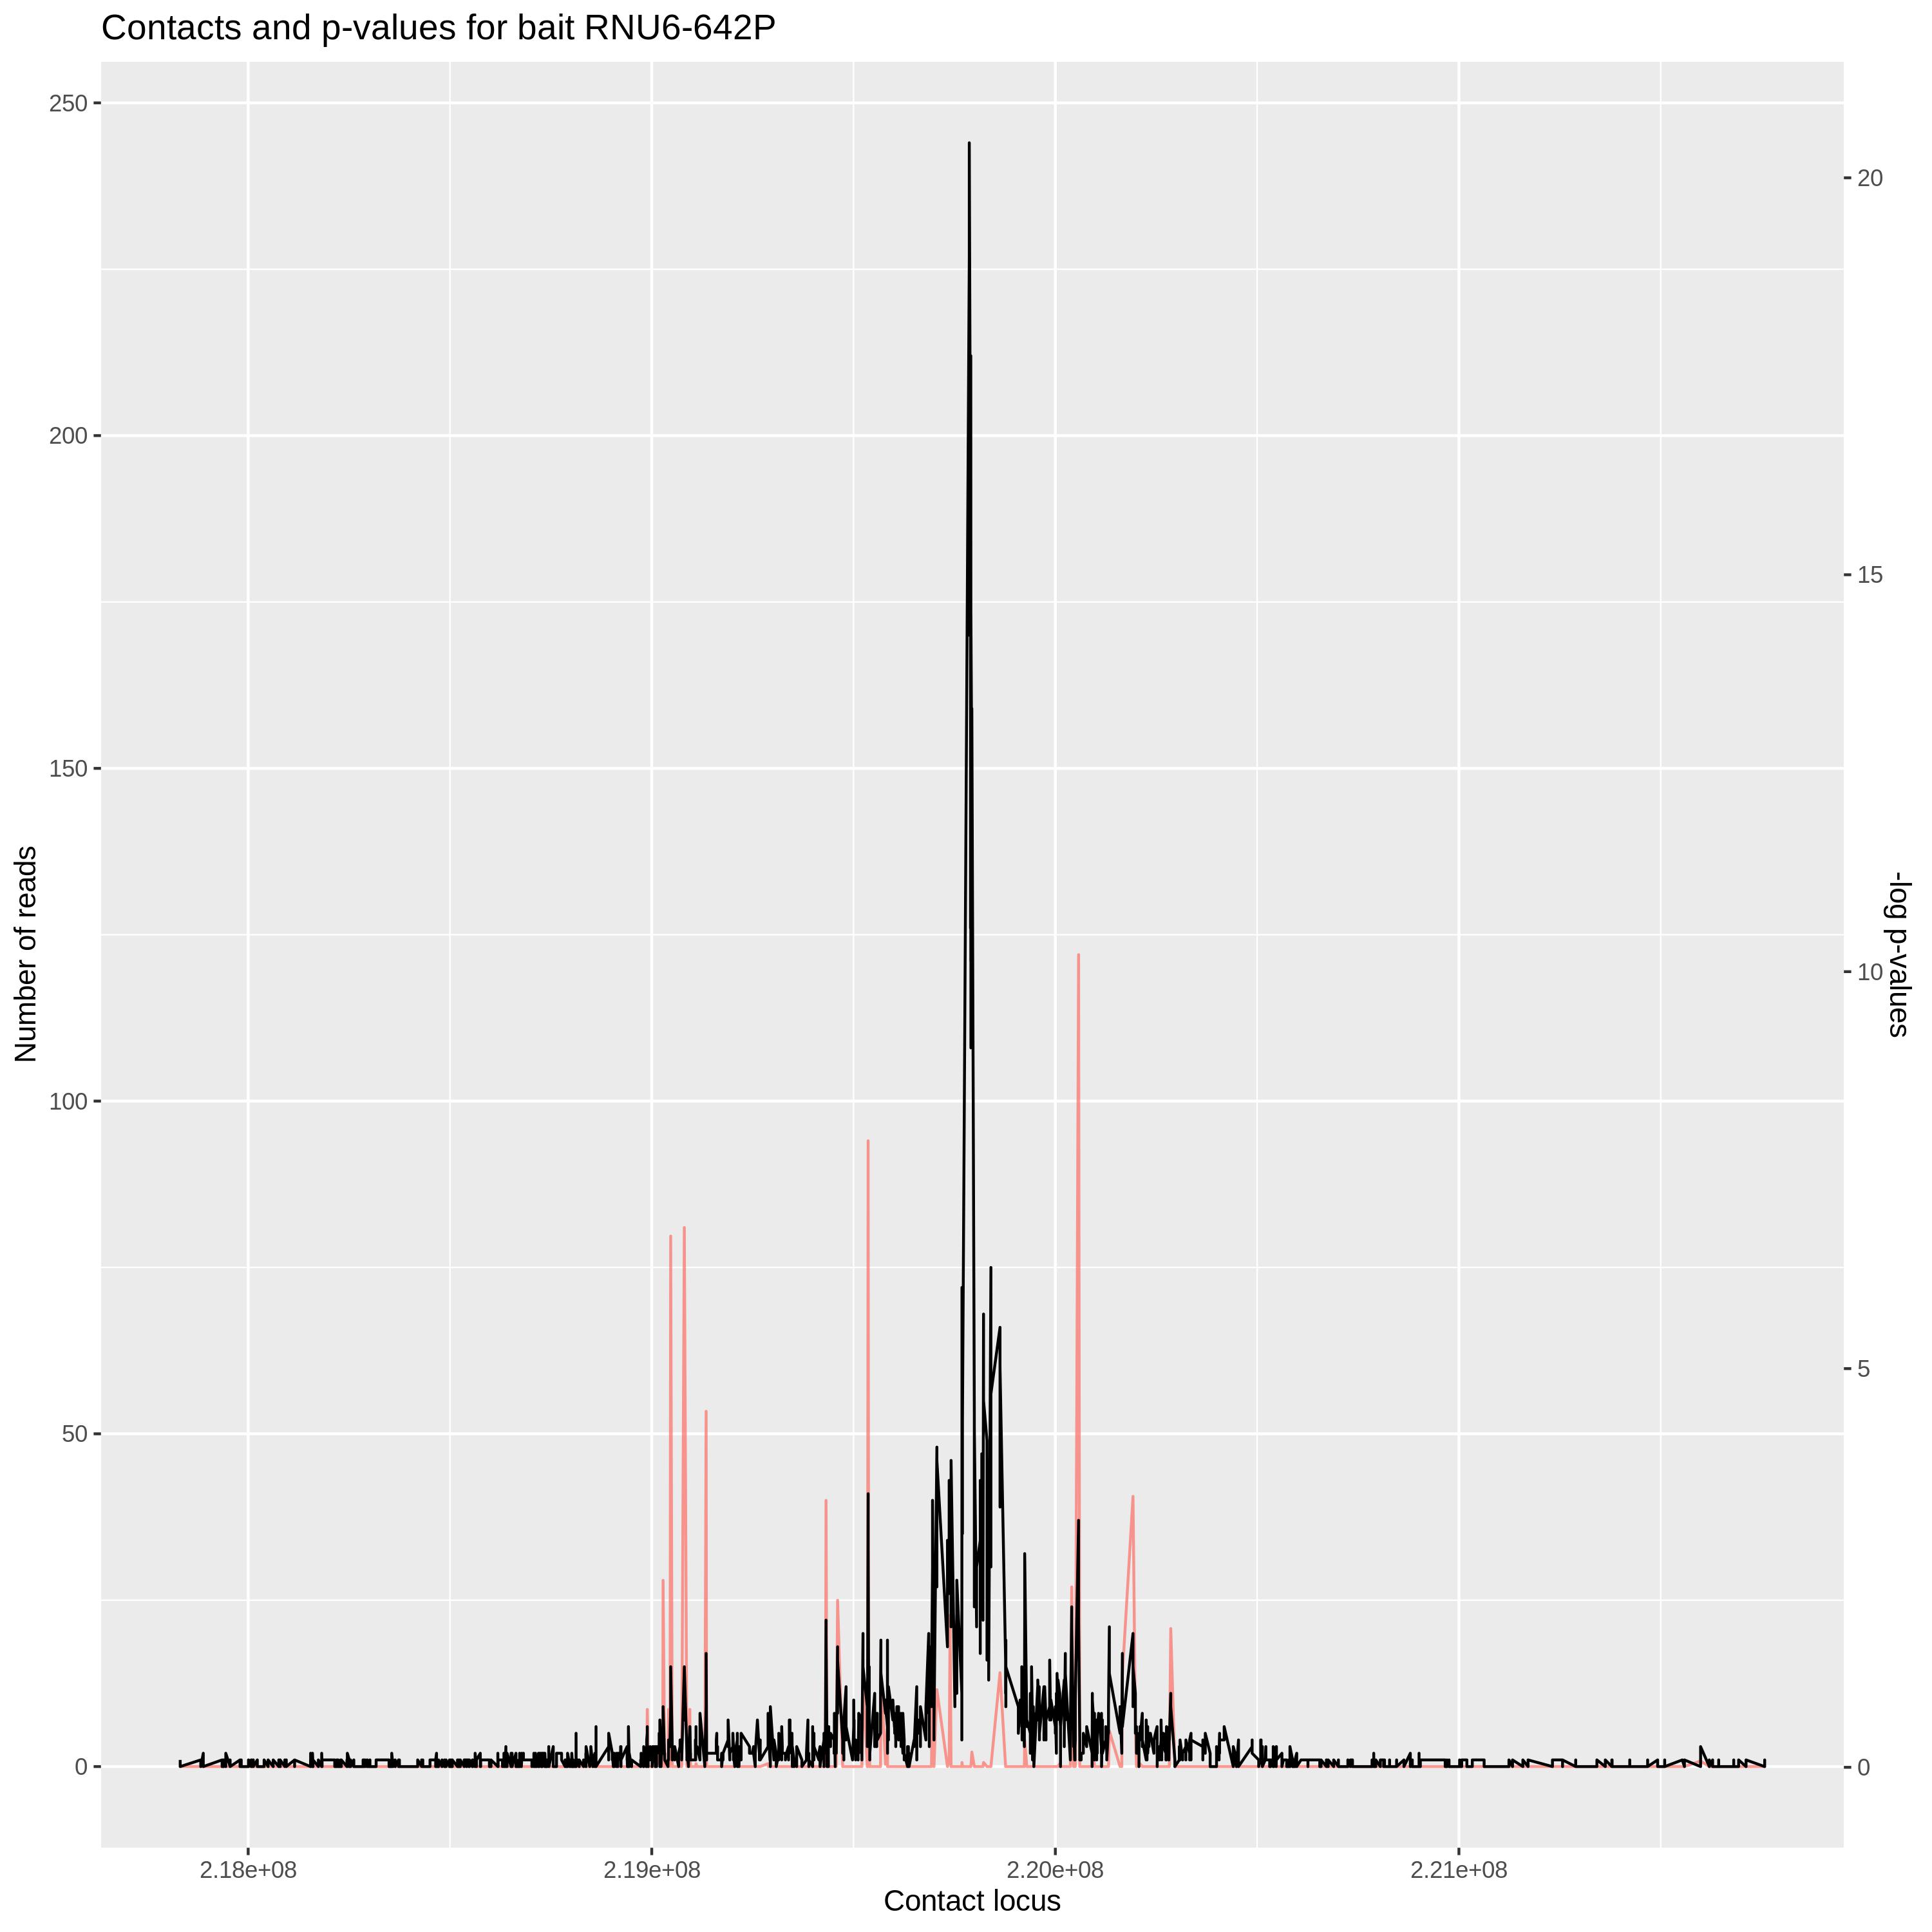 Contacts and p-values for bait RNU6-642P
250
200
150
100
50
0
20
15
10
5
0
Number of reads
-log p-values
2.18e+08 2.19e+08 2.20e+08 2.21e+08
Contact locus